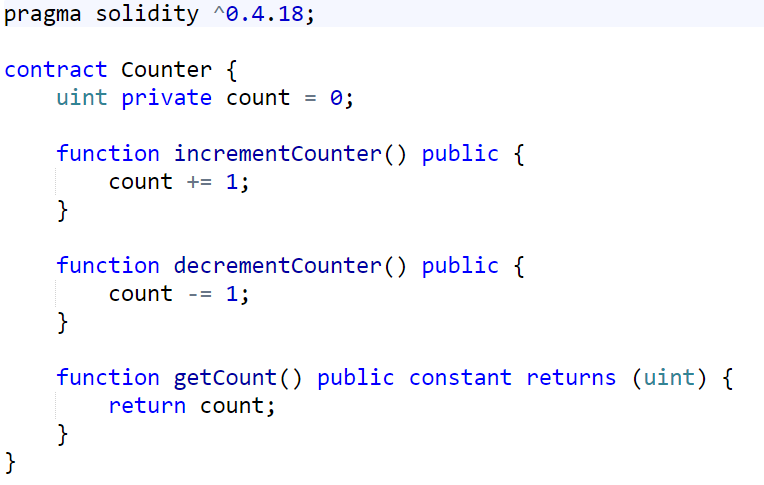 pragma solidity ^0.4.18;
contract Counter {
uint private count = 0;
function incrementCounter() public {
count += 1;
}
function decrementCounter() public {
count -= 1;
}
function getCount() public constant returns (uint) {
return count;
}
}